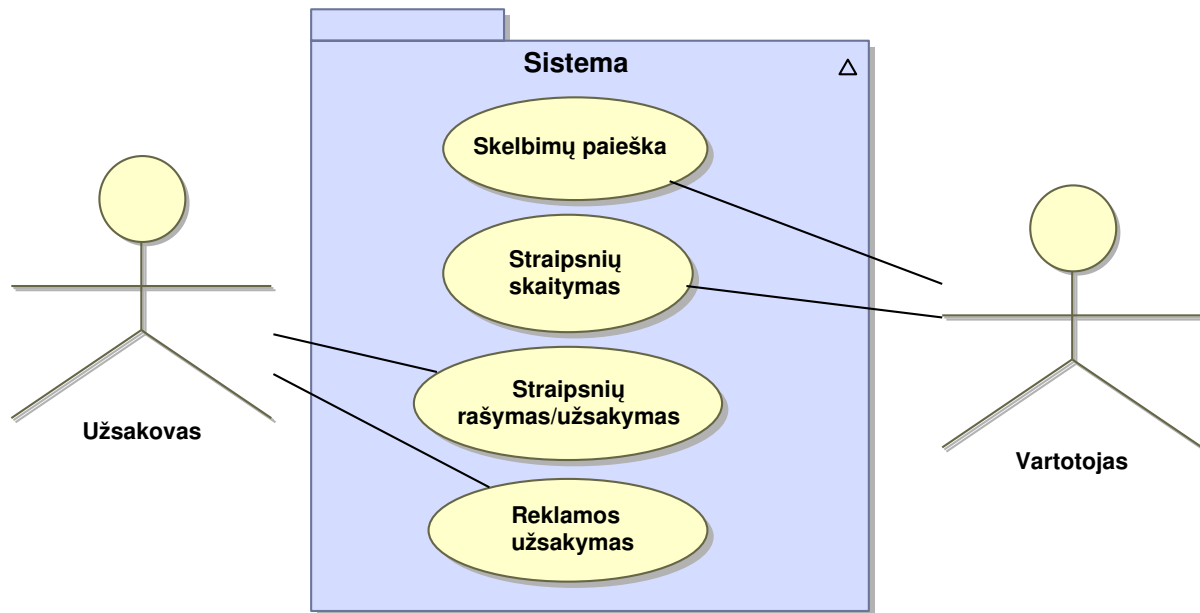 Sistema
Skelbimų paieška
Straipsnių
skaitymas
Straipsnių
rašymas/užsakymas
Reklamos
užsakymas
Užsakovas
Vartotojas